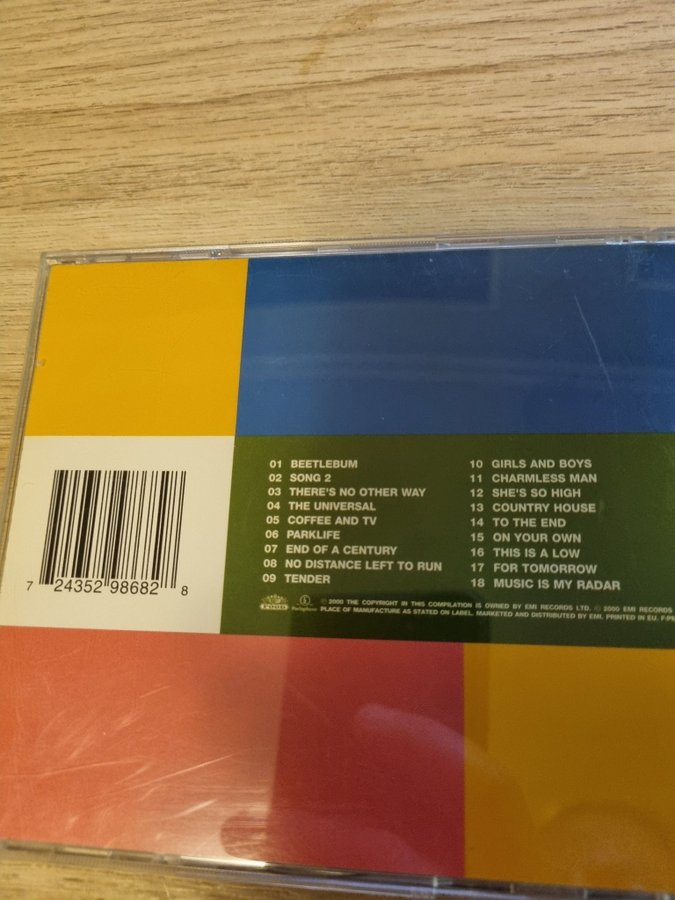 01 BEETLEBUM
02 SONG 2
03 THERE'S NO OTHER WAY
04 THE UNIVERSAL
05 COFFEE AND TV
06 PARKLIFE
07 END OF A CENTURY
08 NO DISTANCE LEFT TO RUN
09 TENDER
10 GIRLS AND BOYS
11 CHARMLESS MAN
12 SHE'S SO HIGH
13 COUNTRY HOUSE
14 TO THE END
15 ON YOUR OWN
16 THIS IS A LOW
17 FOR TOMORROW
18 MUSIC IS MY RADAR
7 24352 98682 8
FOOD
Parlophone
℗ 2000 THE COPYRIGHT IN THIS COMPILATION IS OWNED BY EMI RECORDS LTD. © 2000 EMI RECORDS
PLACE OF MANUFACTURE AS STATED ON LABEL. MARKETED AND DISTRIBUTED BY EMI. PRINTED IN EU.